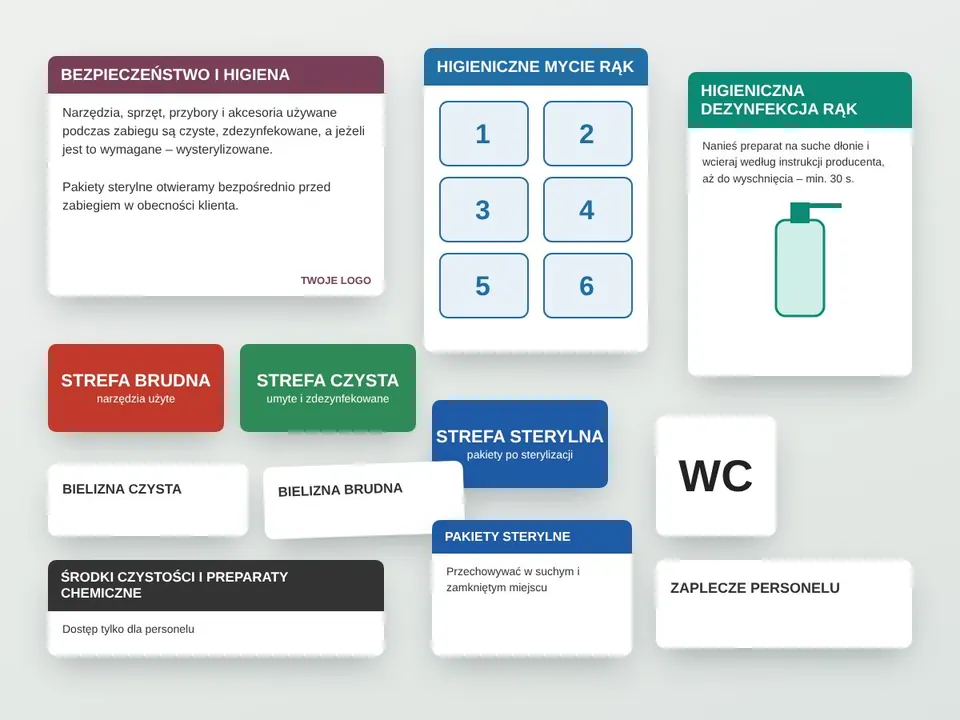 BEZPIECZEŃSTWO I HIGIENA
Narzędzia, sprzęt, przybory i akcesoria używane
podczas zabiegu są czyste, zdezynfekowane, a jeżeli
jest to wymagane – wysterylizowane.
Pakiety sterylne otwieramy bezpośrednio przed
zabiegiem w obecności klienta.
TWOJE LOGO
HIGIENICZNE MYCIE RĄK
1
2
3
4
5
6
HIGIENICZNA
DEZYNFEKCJA RĄK
Nanieś preparat na suche dłonie i
wcieraj według instrukcji producenta,
aż do wyschnięcia – min. 30 s.
STREFA BRUDNA
narzędzia użyte
STREFA CZYSTA
umyte i zdezynfekowane
STREFA STERYLNA
pakiety po sterylizacji
WC
BIELIZNA CZYSTA
BIELIZNA BRUDNA
PAKIETY STERYLNE
Przechowywać w suchym i
zamkniętym miejscu
ŚRODKI CZYSTOŚCI I PREPARATY
CHEMICZNE
Dostęp tylko dla personelu
ZAPLECZE PERSONELU